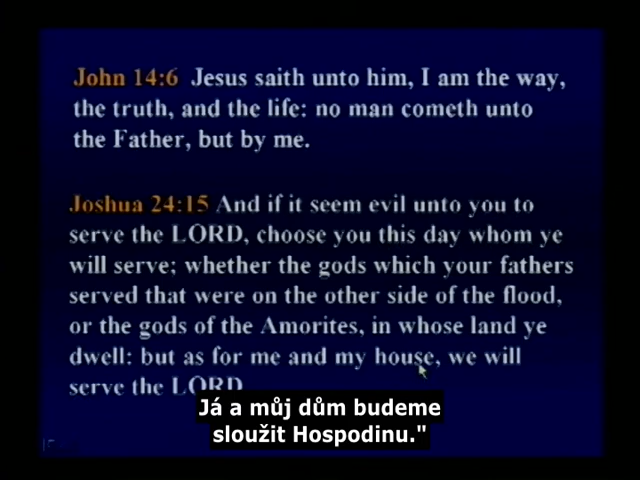 John 14:6 Jesus saith unto him, I am the way,
the truth, and the life: no man cometh unto
the Father, but by me.
Joshua 24:15 And if it seem evil unto you to
serve the LORD, choose you this day whom ye
will serve; whether the gods which your fathers
served that were on the other side of the flood,
or the gods of the Amorites, in whose land ye
dwell: but as for me and my house, we will
serve the LORD
Já a můj dům budeme
sloužit Hospodinu."